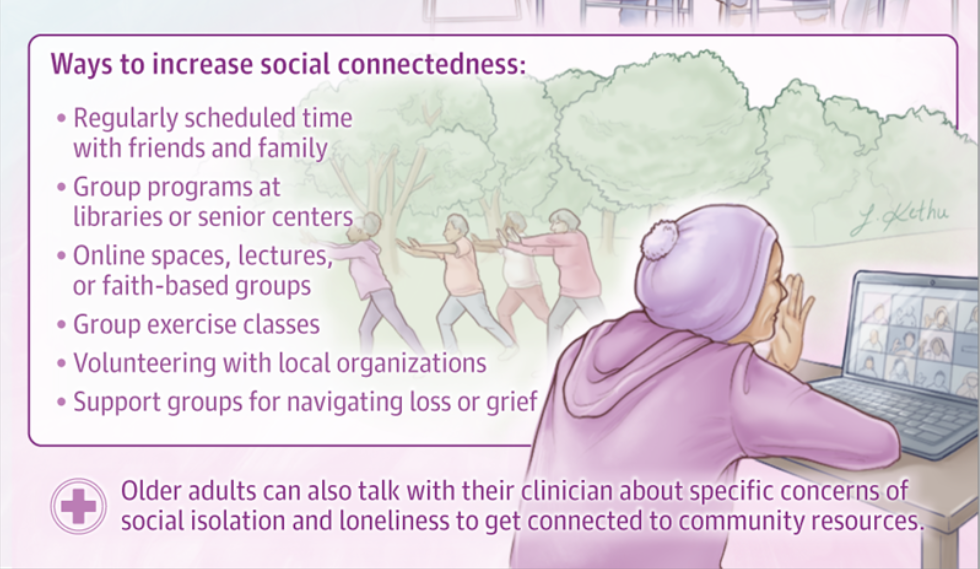 Ways to increase social connectedness:
• Regularly scheduled time
with friends and family
• Group programs at
libraries or senior centers
• Online spaces, lectures,
or faith-based groups
• Group exercise classes
• Volunteering with local organizations
• Support groups for navigating loss or grief
J. Kethu
Older adults can also talk with their clinician about specific concerns of
social isolation and loneliness to get connected to community resources.